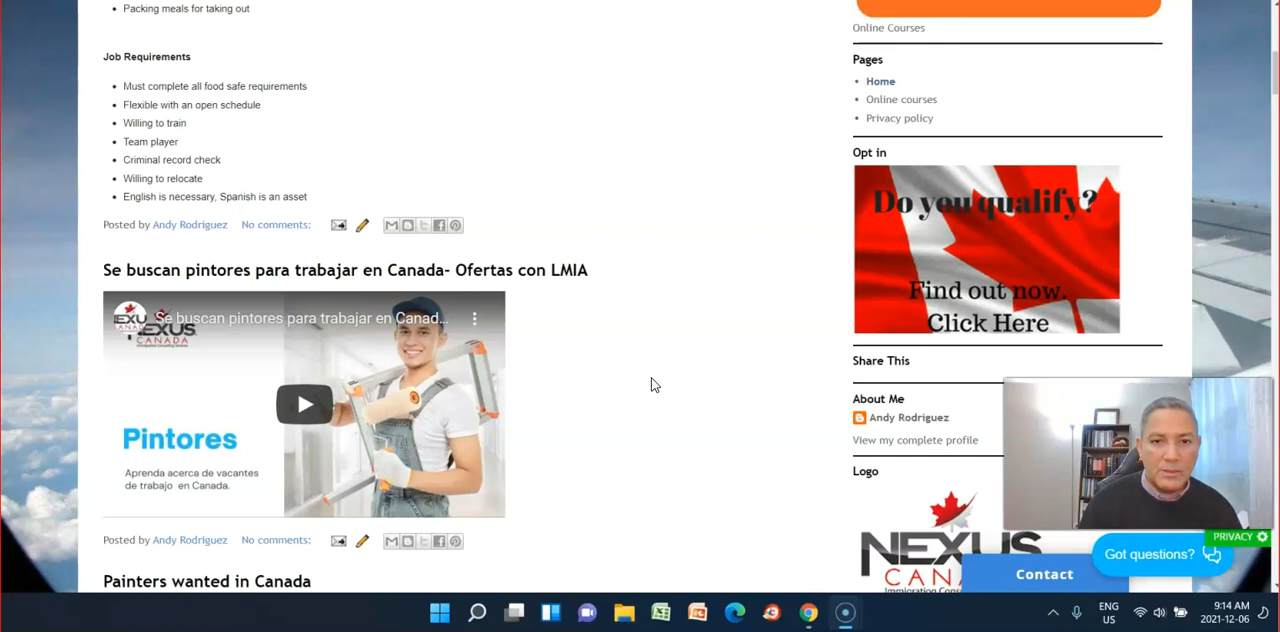 Packing meals for taking out
Job Requirements
Must complete all food safe requirements
Flexible with an open schedule
Willing to train
Team player
Criminal record check
Willing to relocate
English is necessary, Spanish is an asset
Posted by Andy Rodriguez No comments:
Se buscan pintores para trabajar en Canada- Ofertas con LMIA
Se buscan pintores para trabajar en Canad...
NEXUS
CANADA
Pintores
Aprenda acerca de vacantes
de trabajo en Canada.
Posted by Andy Rodriguez No comments:
Painters wanted in Canada
Online Courses
Pages
Home
Online courses
Privacy policy
Opt in
Do you qualify?
Find out now.
Click Here
Share This
About Me
Andy Rodriguez
View my complete profile
Logo
NEXUS
CANA
Got questions?
PRIVACY
Contact
ENG
US
9:14 AM
2021-12-06